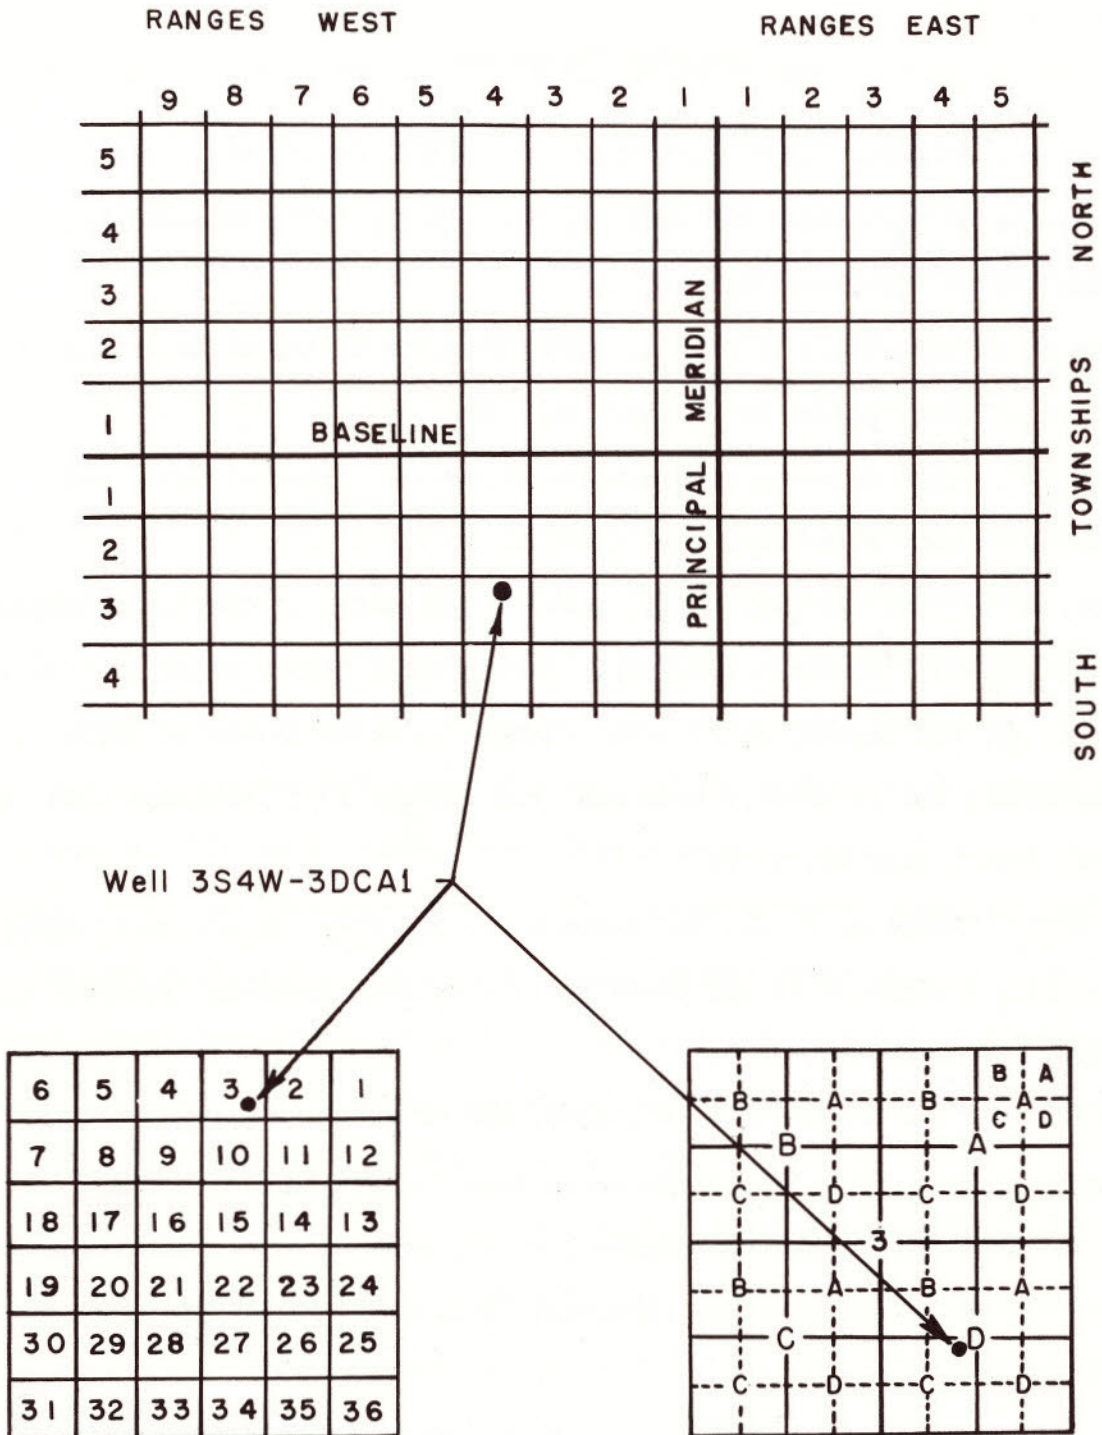 RANGES WEST
RANGES EAST
9 8 7 6 5 4 3 2 1 1 2 3 4 5
5
4
3
2
1
1
2
3
4
NORTH
TOWNSHIPS
SOUTH
PRINCIPAL MERIDIAN
BASELINE
Well 3S4W-3DCA1
6 5 4 3 2 1
7 8 9 10 11 12
18 17 16 15 14 13
19 20 21 22 23 24
30 29 28 27 26 25
31 32 33 34 35 36
B A
B A B A
C D
B A
C D C D
3
B A B A
C D
C D C D